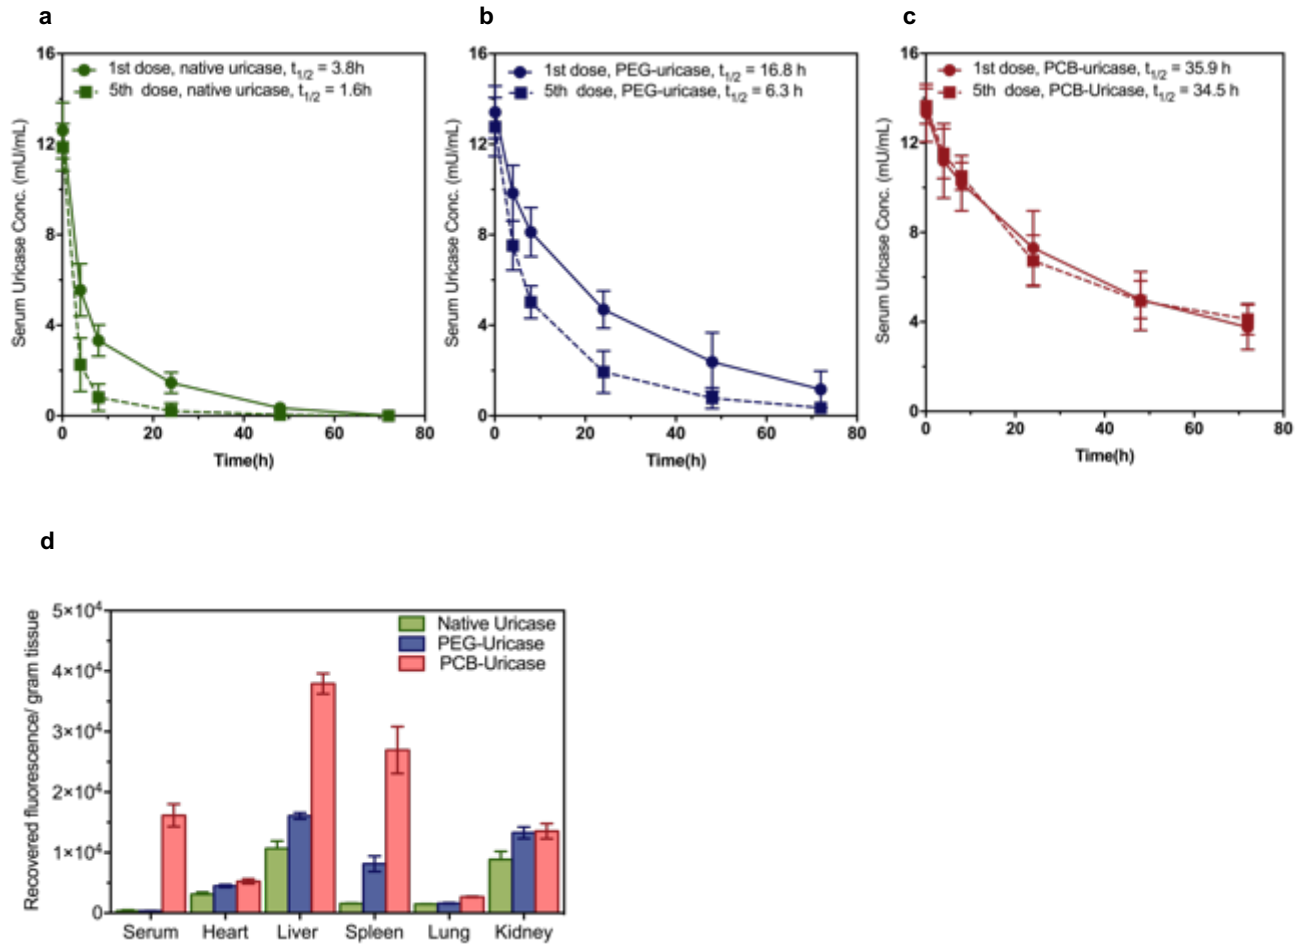 a
16
12
8
4
0
0
20
40
60
80
Serum Uricase Conc. (mU/mL)
Time(h)
1st dose, native uricase, t1/2 = 3.8h
5th dose, native uricase, t1/2 = 1.6h
b
16
12
8
4
0
0
20
40
60
80
Serum Uricase Conc. (mU/mL)
Time(h)
1st dose, PEG-uricase, t1/2 = 16.8 h
5th dose, PEG-uricase, t1/2 = 6.3 h
c
16
12
8
4
0
0
20
40
60
80
Serum Uricase Conc. (mU/mL)
Time(h)
1st dose, PCB-uricase, t1/2 = 35.9 h
5th dose, PCB-Uricase, t1/2 = 34.5 h
d
5×10⁴
4×10⁴
3×10⁴
2×10⁴
1×10⁴
0
Recovered fluorescence/ gram tissue
Native Uricase
PEG-Uricase
PCB-Uricase
Serum
Heart
Liver
Spleen
Lung
Kidney